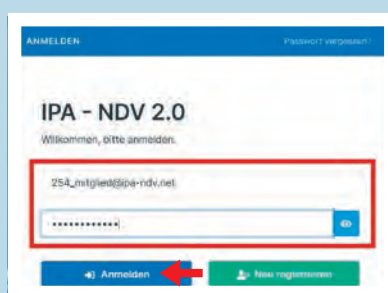 ANMELDEN Passwort vergessen?
IPA - NDV 2.0
Willkommen, bitte anmelden.
254_mitglied@ipa-ndv.net
••••••••••••
Anmelden Neu registrieren